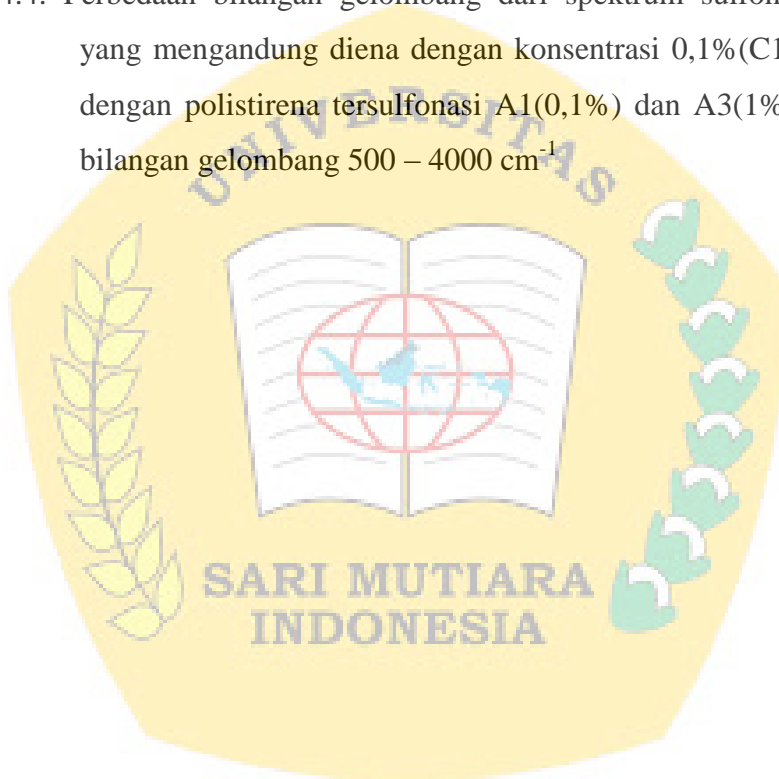 4.4. Perbedaan bilangan gelombang dari spektrum sulfon
yang mengandung diena dengan konsentrasi 0,1%(C1
dengan polistirena tersulfonasi A1(0,1%) dan A3(1%
bilangan gelombang 500 – 4000 cm⁻¹
UNIVERSITAS
SARI MUTIARA
INDONESIA